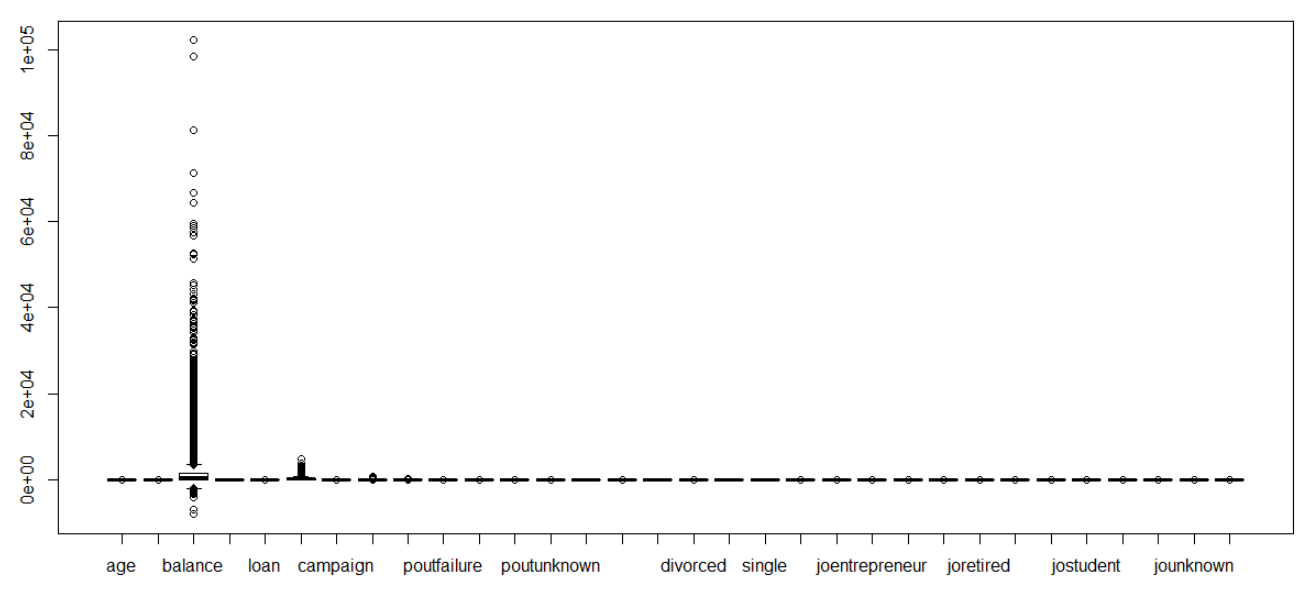 1e+05
8e+04
6e+04
4e+04
2e+04
0e+00
age balance loan campaign poutfailure poutunknown divorced single joentrepreneur joretired jostudent jounknown